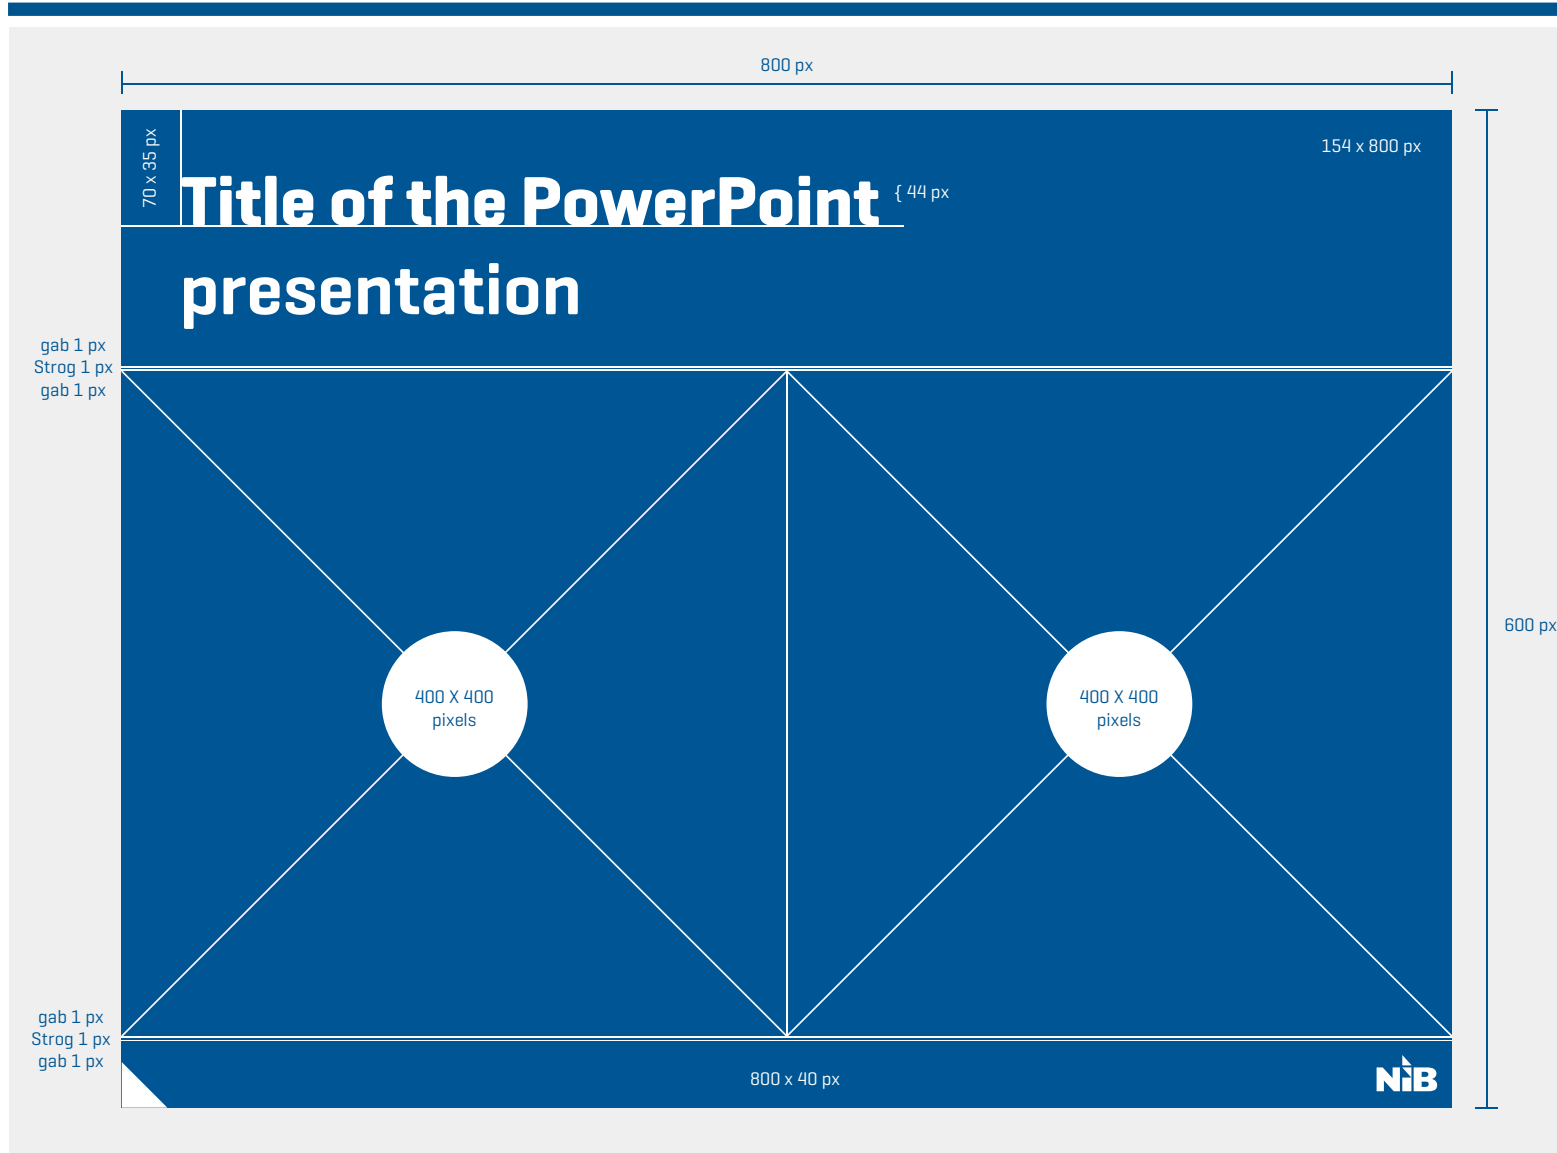 800 px
70 x 35 px
154 x 800 px
Title of the PowerPoint
{ 44 px
presentation
gab 1 px
Strog 1 px
gab 1 px
400 X 400
pixels
400 X 400
pixels
600 px
gab 1 px
Strog 1 px
gab 1 px
800 x 40 px
NiB